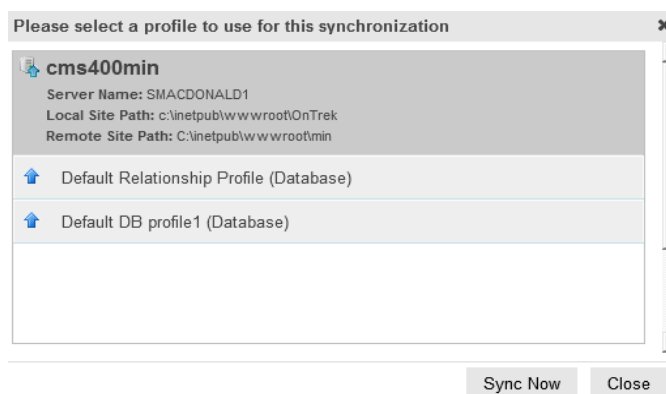 Please select a profile to use for this synchronization
cms400min
Server Name: SMACDONALD1
Local Site Path: c:\inetpub\wwwroot\OnTrek
Remote Site Path: C:\inetpub\wwwroot\min
Default Relationship Profile (Database)
Default DB profile1 (Database)
Sync Now Close